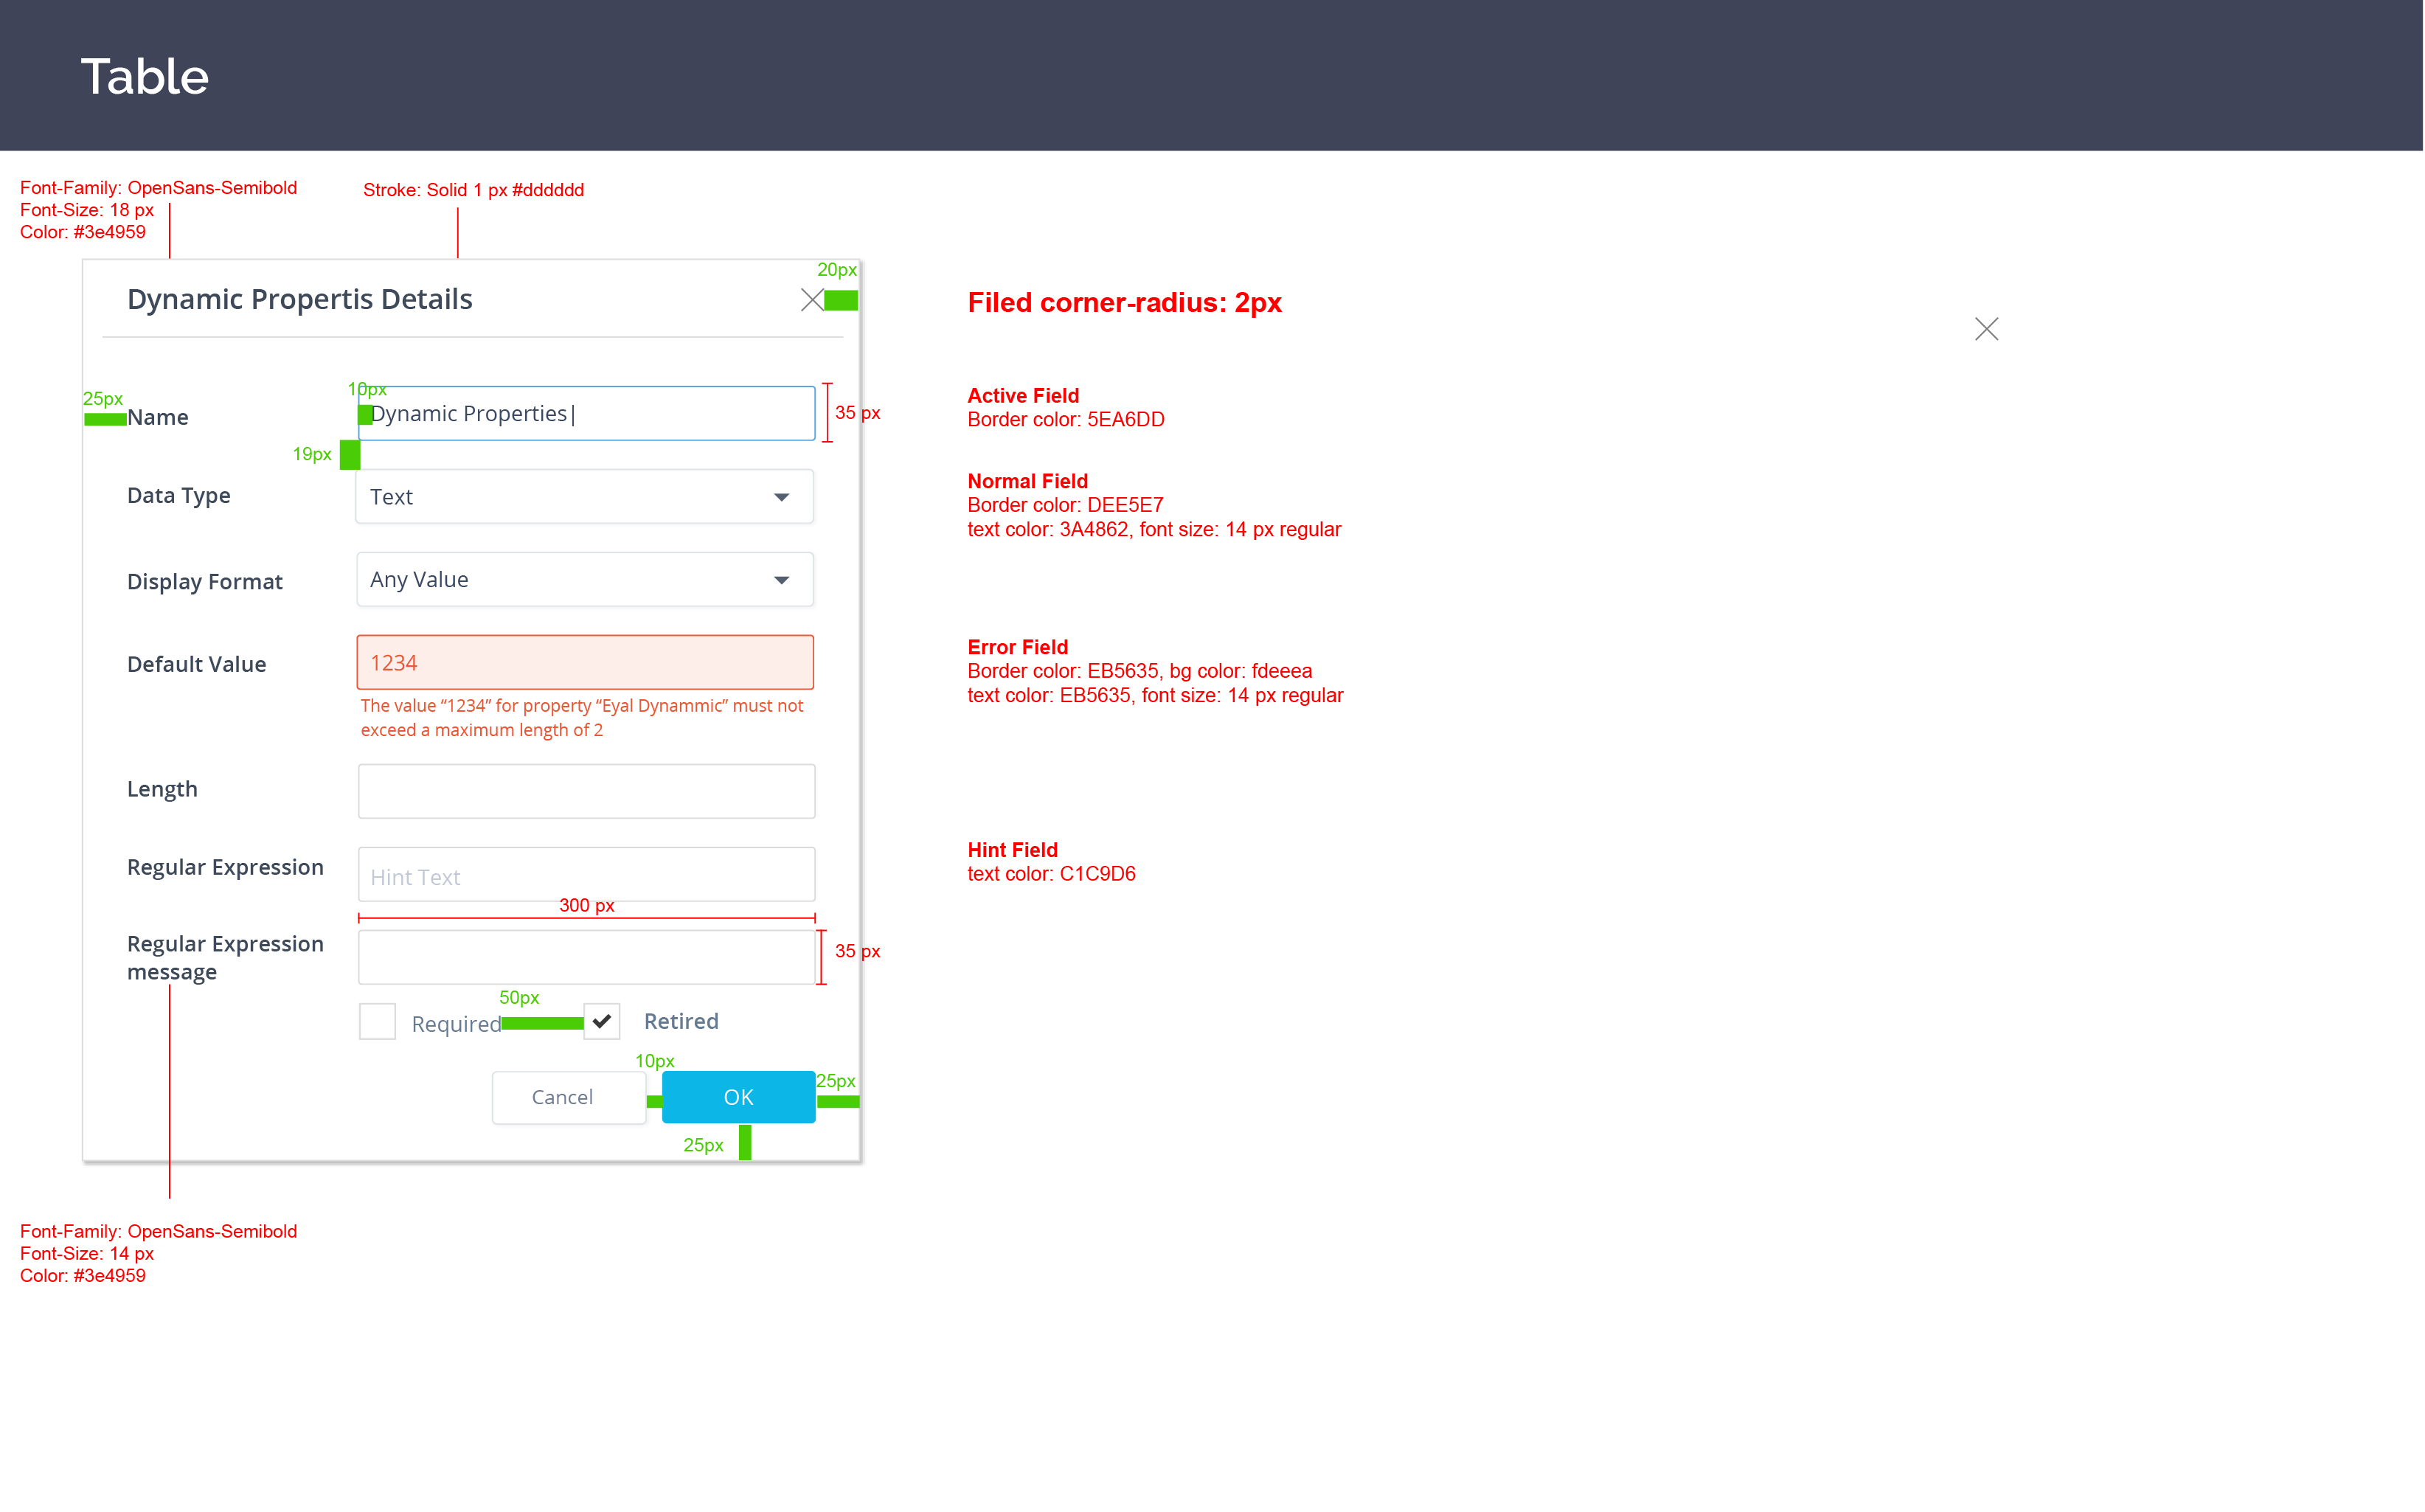 Table
Font-Family: OpenSans-Semibold
Font-Size: 18 px
Color: #3e4959
Stroke: Solid 1 px #dddddd
20px
Dynamic Propertis Details
Filed corner-radius: 2px
25px
Name
10px
Dynamic Properties|
35 px
Active Field
Border color: 5EA6DD
19px
Data Type
Text
Normal Field
Border color: DEE5E7
text color: 3A4862, font size: 14 px regular
Display Format
Any Value
Default Value
1234
The value “1234” for property “Eyal Dynammic” must not
exceed a maximum length of 2
Error Field
Border color: EB5635, bg color: fdeeea
text color: EB5635, font size: 14 px regular
Length
Regular Expression
Hint Text
Hint Field
text color: C1C9D6
300 px
Regular Expression
message
35 px
50px
Required
Retired
10px
Cancel
OK
25px
25px
Font-Family: OpenSans-Semibold
Font-Size: 14 px
Color: #3e4959